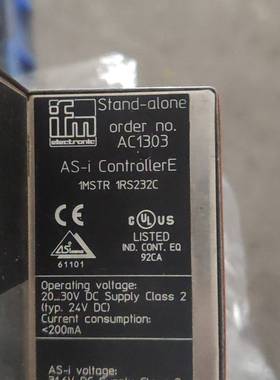 Stand-alone
ifm
electronic
order no.
AC1303
AS-i ControllerE
1MSTR 1RS232C
CE
C UL US
LISTED
IND. CONT. EQ
92CA
AS
61101
Operating voltage:
20...30V DC Supply Class 2
(typ. 24V DC)
Current consumption:
<200mA
AS-i voltage: